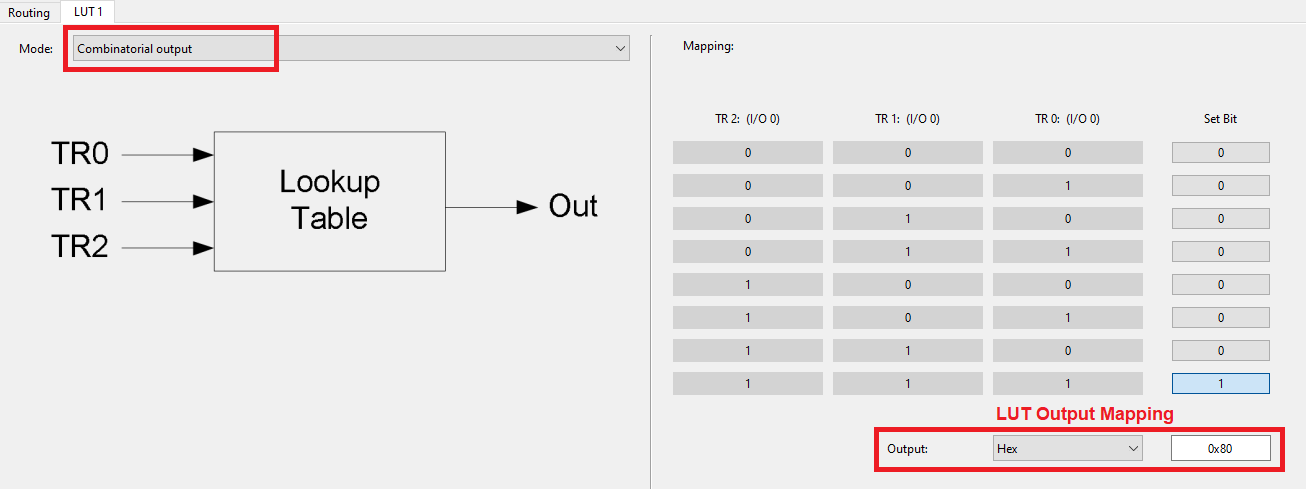 Routing LUT 1
Mode: Combinatorial output
TR0
TR1
TR2
Lookup
Table
Out
Mapping:
TR 2: (I/O 0) TR 1: (I/O 0) TR 0: (I/O 0) Set Bit
0 0 0 0
0 0 1 0
0 1 0 0
0 1 1 0
1 0 0 0
1 0 1 0
1 1 0 0
1 1 1 1
LUT Output Mapping
Output: Hex 0x80